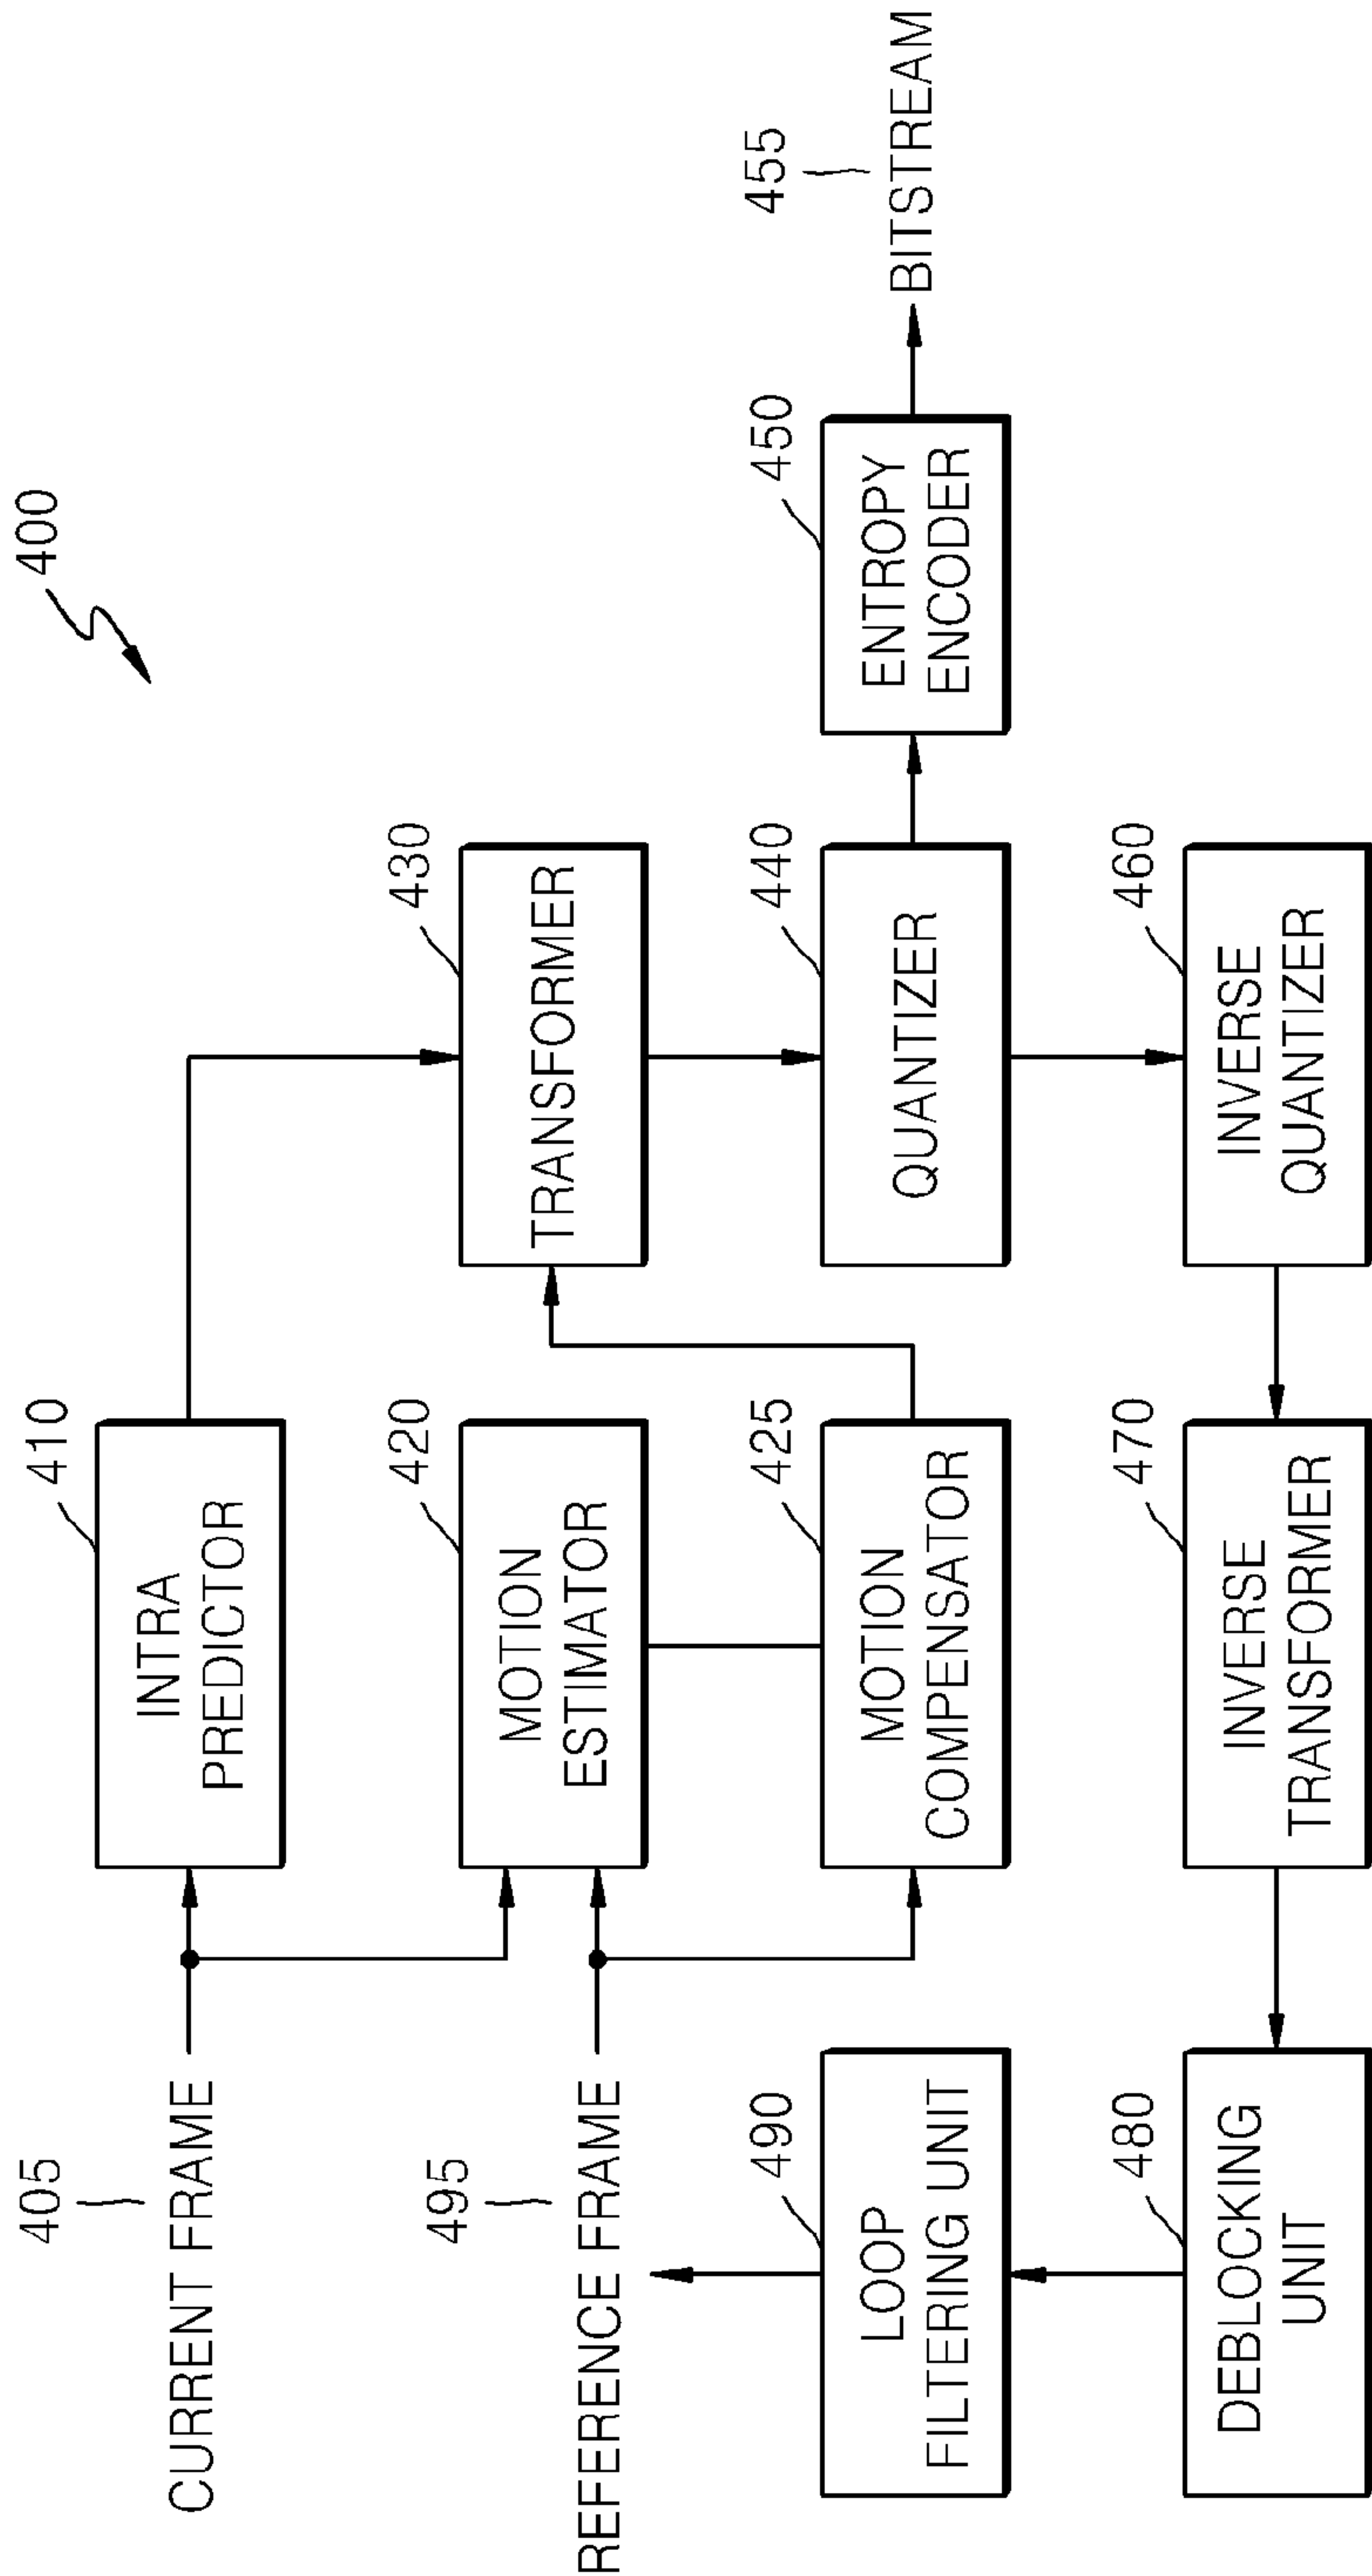 400
405
CURRENT FRAME
410
INTRA
PREDICTOR
495
REFERENCE FRAME
420
MOTION
ESTIMATOR
430
TRANSFORMER
490
LOOP
FILTERING UNIT
425
MOTION
COMPENSATOR
440
QUANTIZER
450
ENTROPY
ENCODER
455
BITSTREAM
480
DEBLOCKING
UNIT
470
INVERSE
TRANSFORMER
460
INVERSE
QUANTIZER